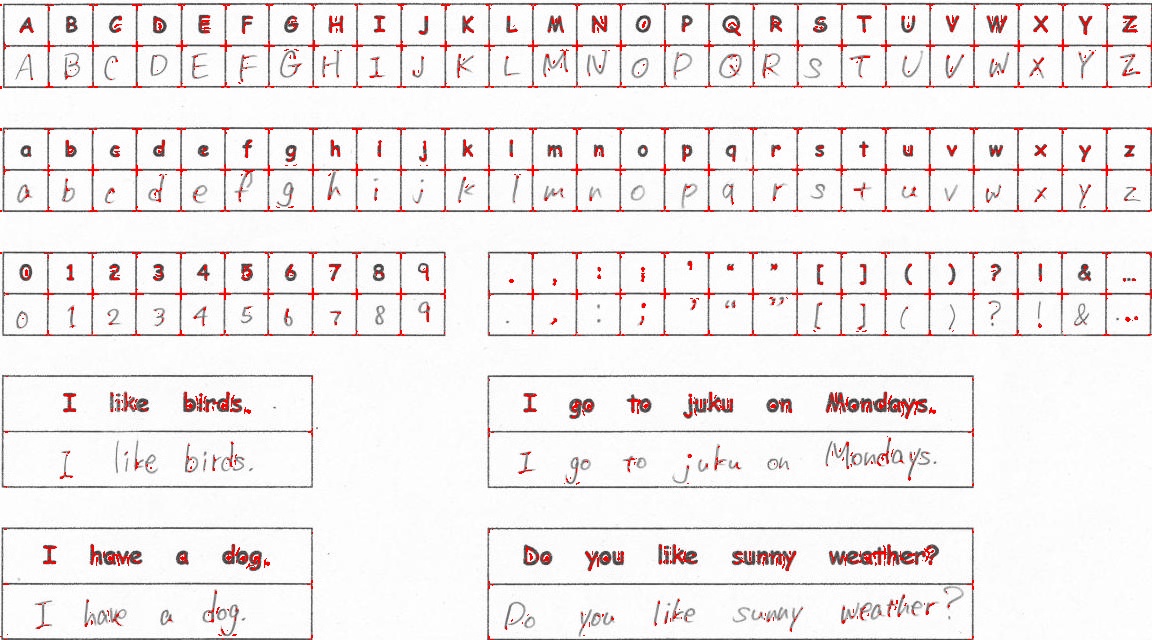 A B C D E F G H I J K L M N O P Q R S T U V W X Y Z
A B C D E F G H I J K L M N O P Q R S T U V W X Y Z
a b c d e f g h i j k l m n o p q r s t u v w x y z
a b c d e f g h i j k l m n o p q r s t u v w x y z
0 1 2 3 4 5 6 7 8 9 . , : ; ' “ ” [ ] ( ) ? ! & ...
0 1 2 3 4 5 6 7 8 9 . , : ; ' “ ” [ ] ( ) ? ! & ...
I like birds. I go to juku on Mondays.
I like birds. I go to juku on Mondays.
I have a dog. Do you like sunny weather?
I have a dog. Do you like sunny weather?